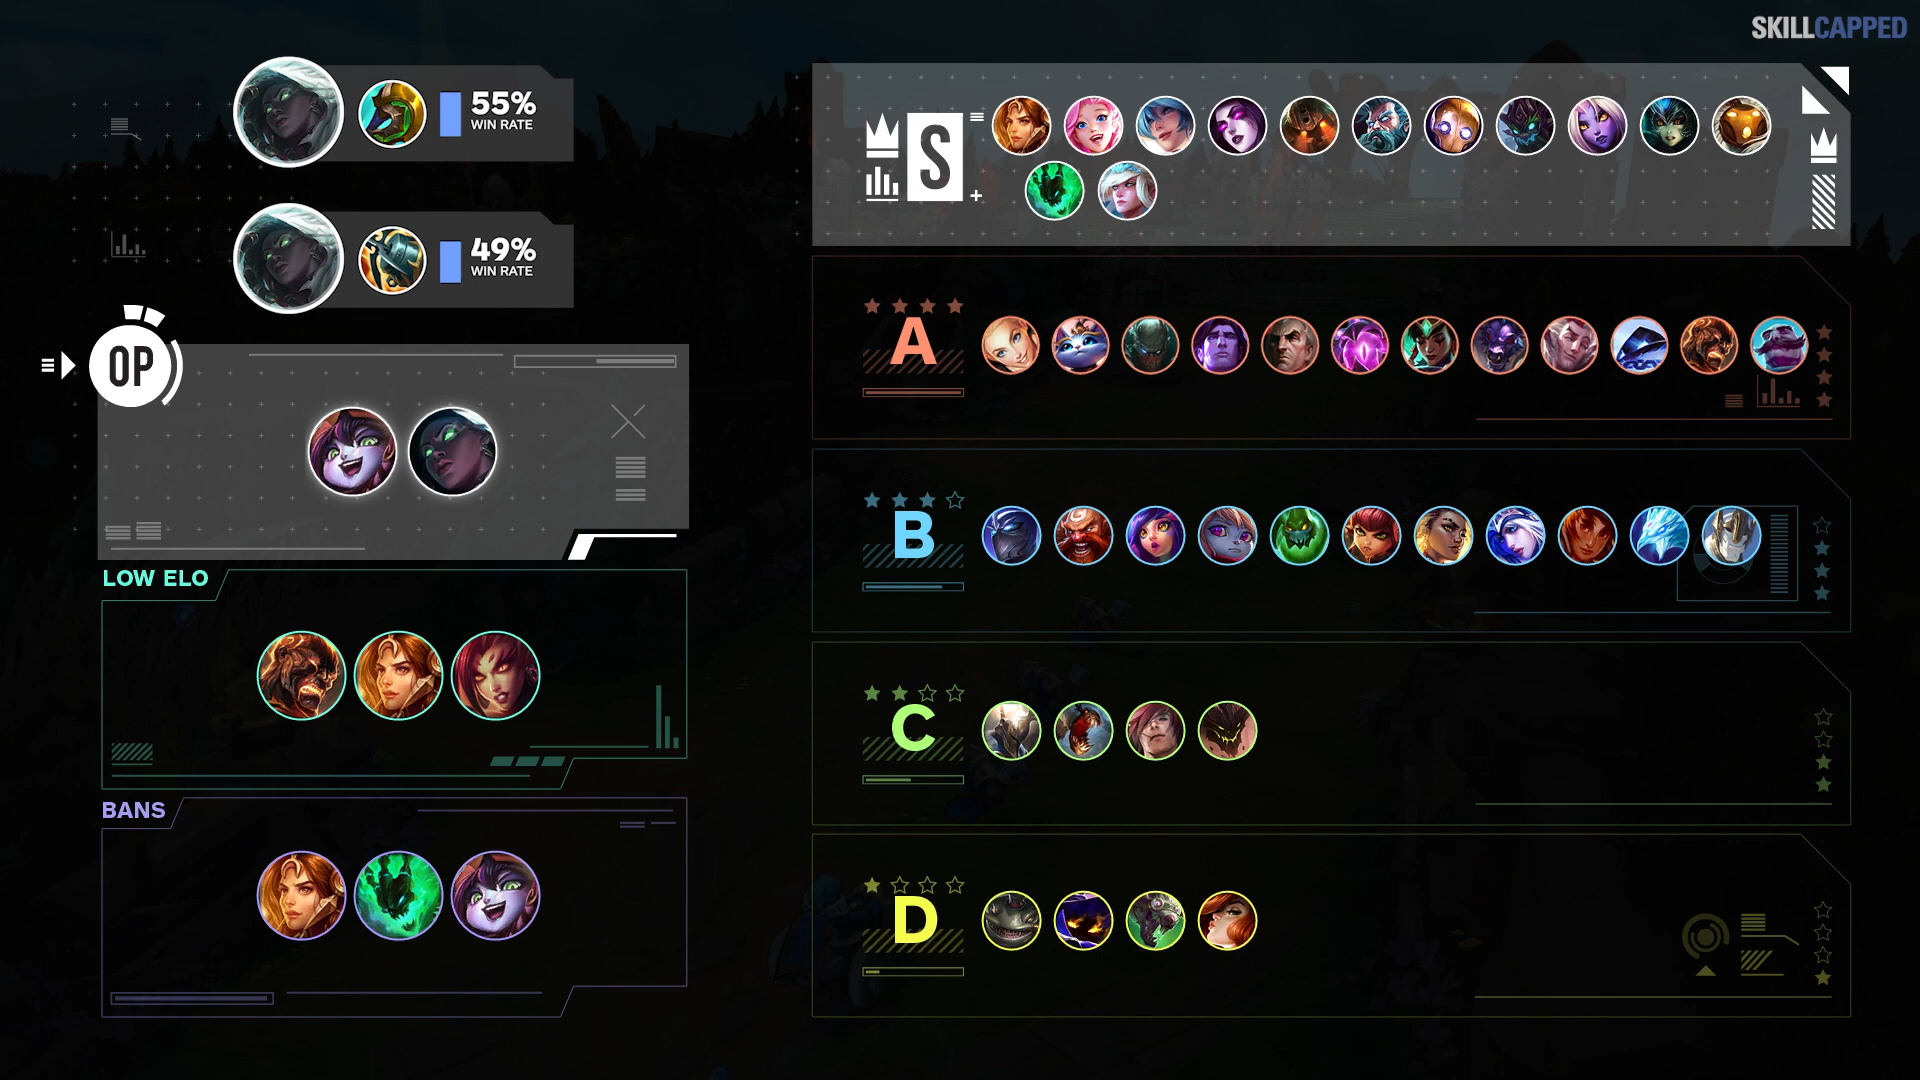 SKILLCAPPED
55%
WIN RATE
49%
WIN RATE
OP
LOW ELO
BANS
S
A
B
C
D